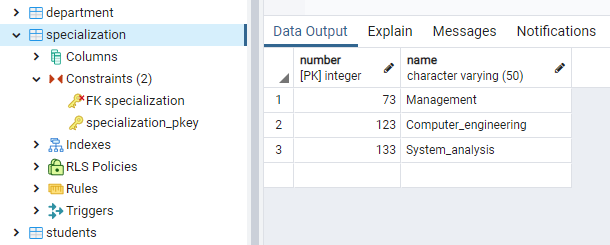 department
specialization
Columns
Constraints (2)
FK specialization
specialization_pkey
Indexes
RLS Policies
Rules
Triggers
students
Data Output Explain Messages Notifications
number name
[PK] integer character varying (50)
1 73 Management
2 123 Computer_engineering
3 133 System_analysis